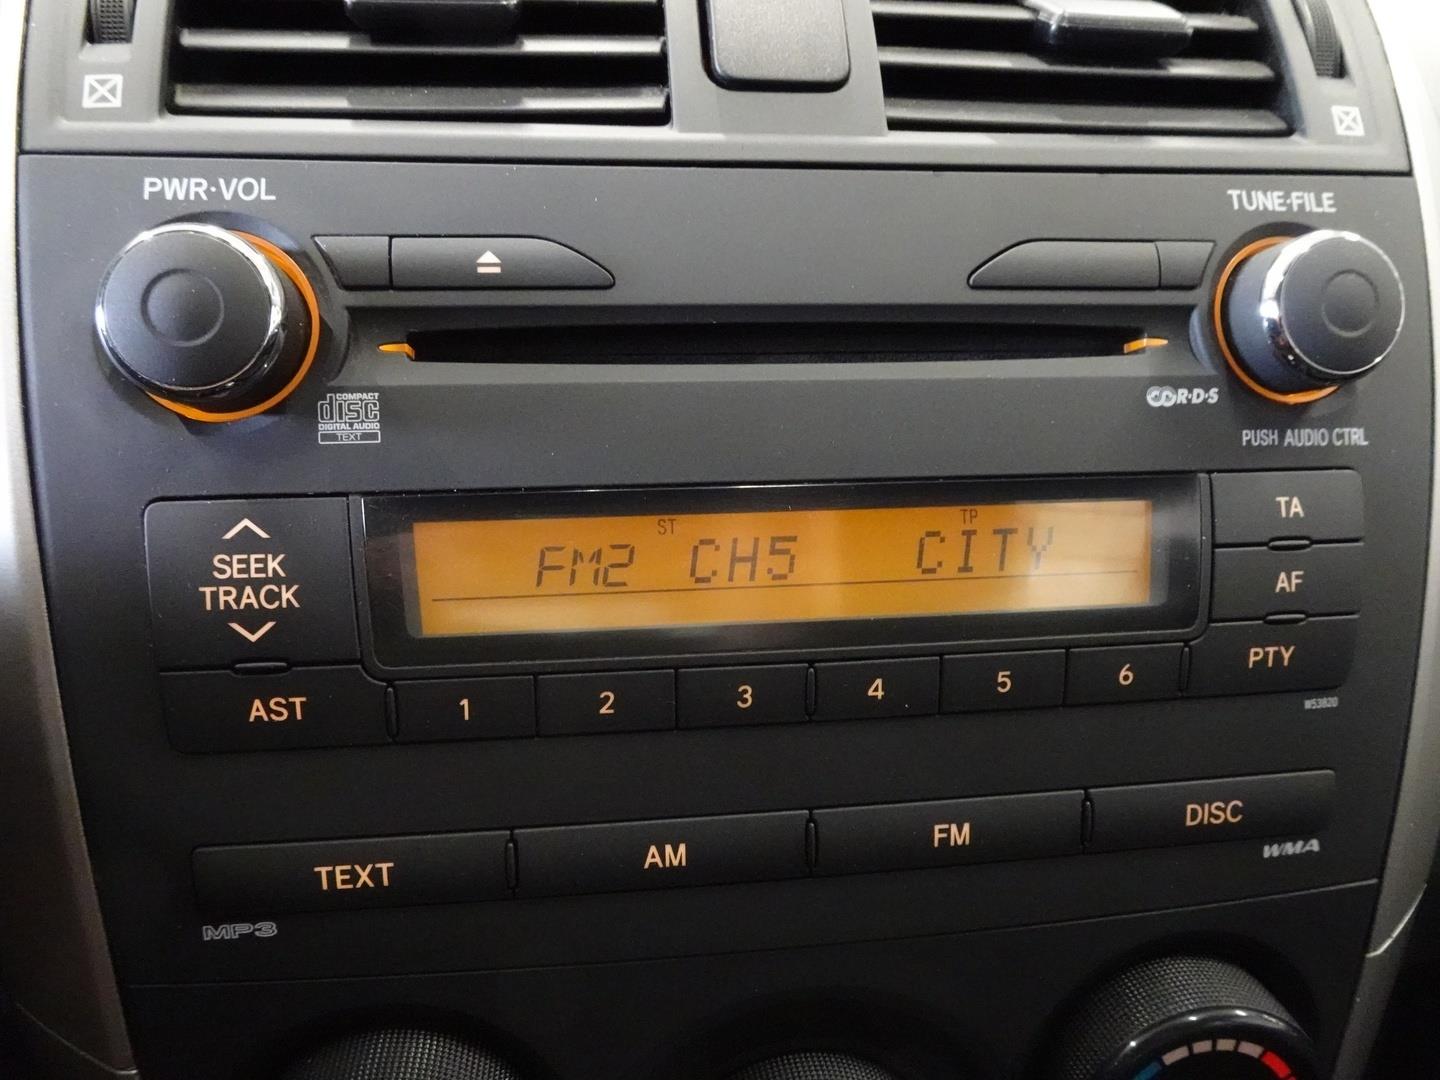 PWR·VOL
TUNE·FILE
COMPACT
disc
DIGITAL AUDIO
TEXT
R·D·S
PUSH AUDIO CTRL
SEEK
TRACK
ST
TP
FM2 CH5 CITY
TA
AF
PTY
AST
1 2 3 4 5 6
W53820
TEXT
AM
FM
DISC
MP3
WMA